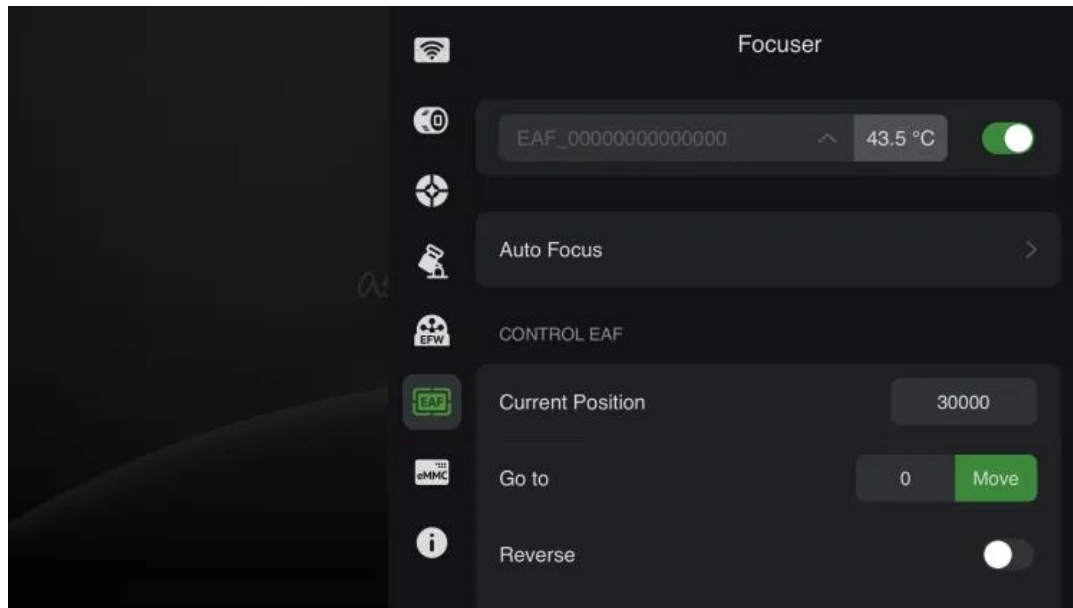 Focuser
EAF_00000000000000
43.5 °C
Auto Focus
EFW
CONTROL EAF
EAF
Current Position
30000
eMMC
Go to
0
Move
Reverse